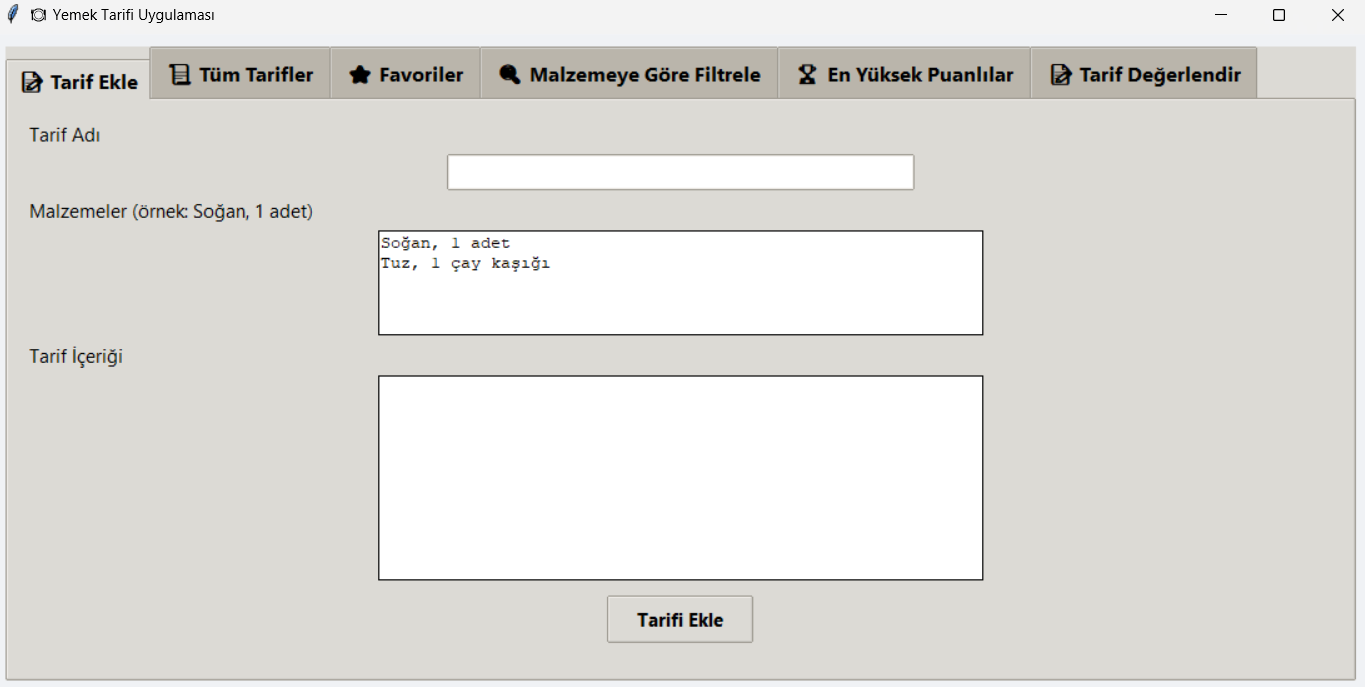 Yemek Tarifi Uygulaması
Tarif Ekle
Tüm Tarifler
Favoriler
Malzemeye Göre Filtrele
En Yüksek Puanlılar
Tarif Değerlendir
Tarif Adı
Malzemeler (örnek: Soğan, 1 adet)
Soğan, 1 adet
Tuz, 1 çay kaşığı
Tarif İçeriği
Tarifi Ekle